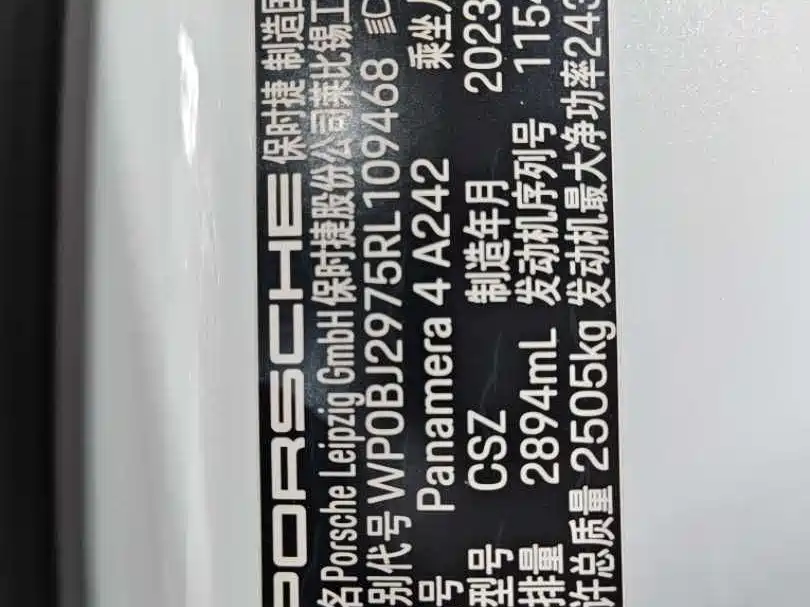 PORSCHE 保时捷 制造国
名 Porsche Leipzig GmbH 保时捷股份公司莱比锡工
别代号 WP0BJ2975RL109468
号 Panamera 4 A242 乘坐人
型号 CSZ 制造年月 2023
排量 2894mL 发动机序列号 1154
许总质量 2505kg 发动机最大净功率 243